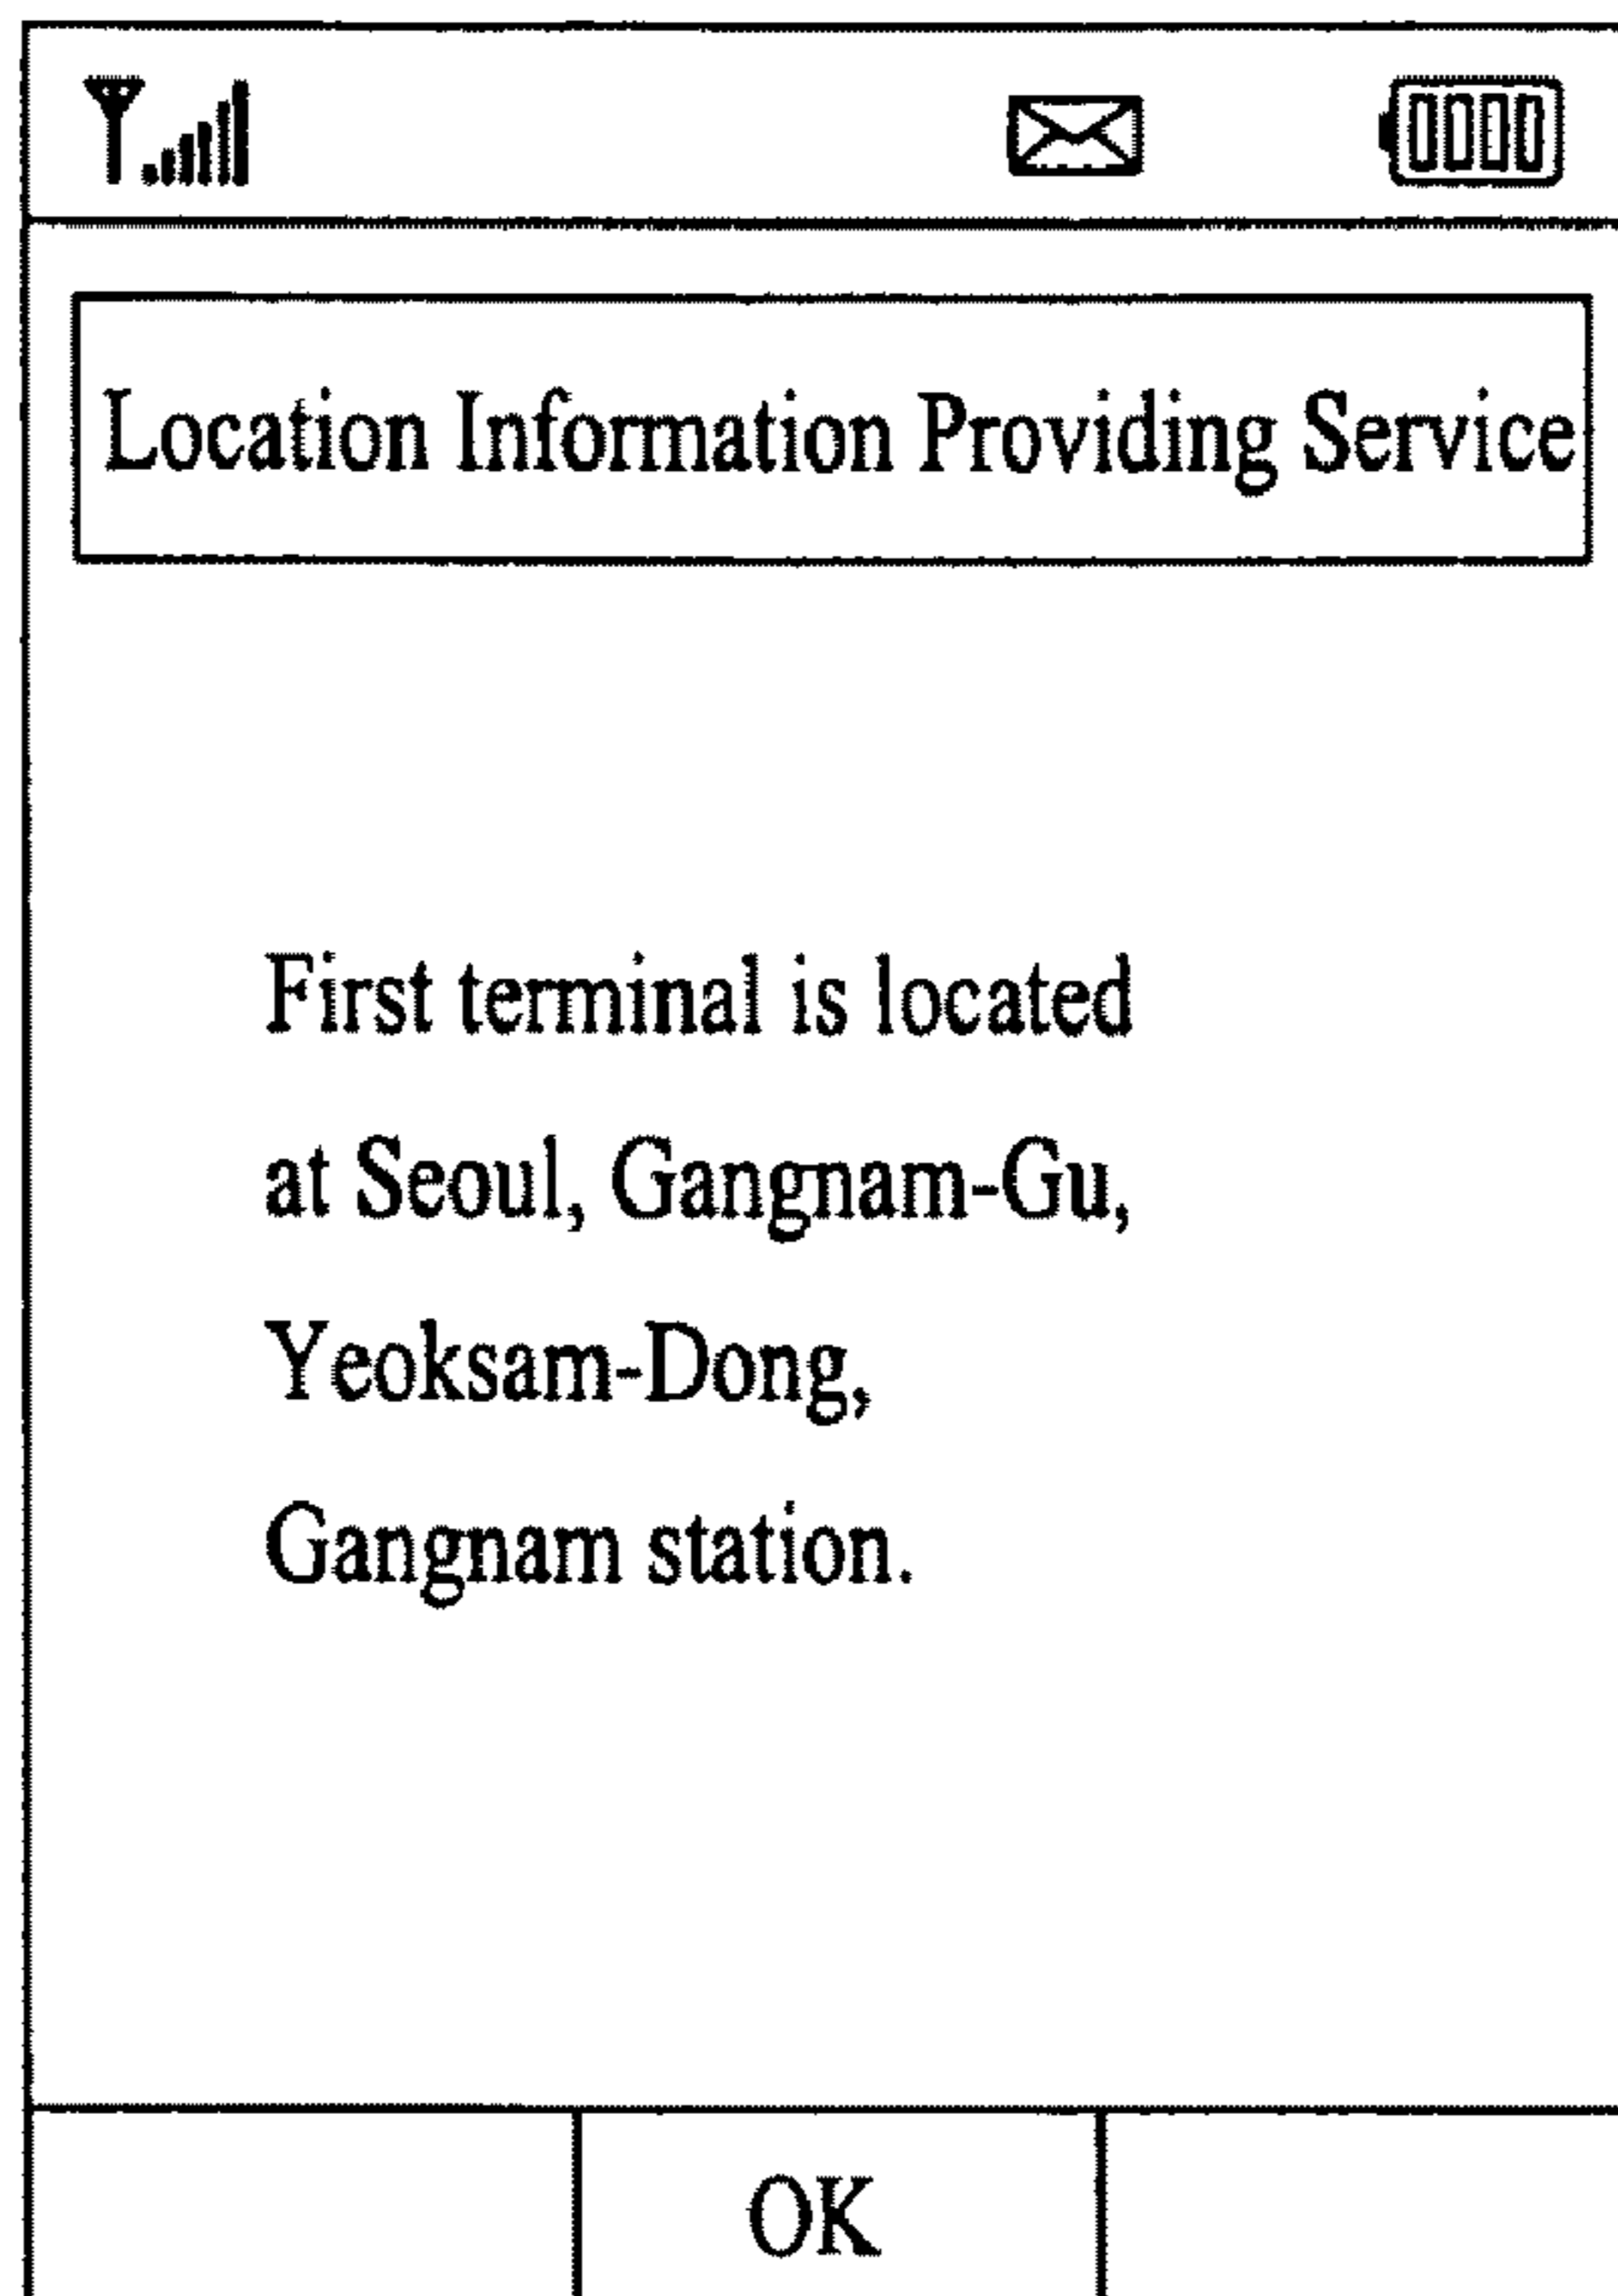 Location Information Providing Service
First terminal is located
at Seoul, Gangnam-Gu,
Yeoksam-Dong,
Gangnam station.
OK